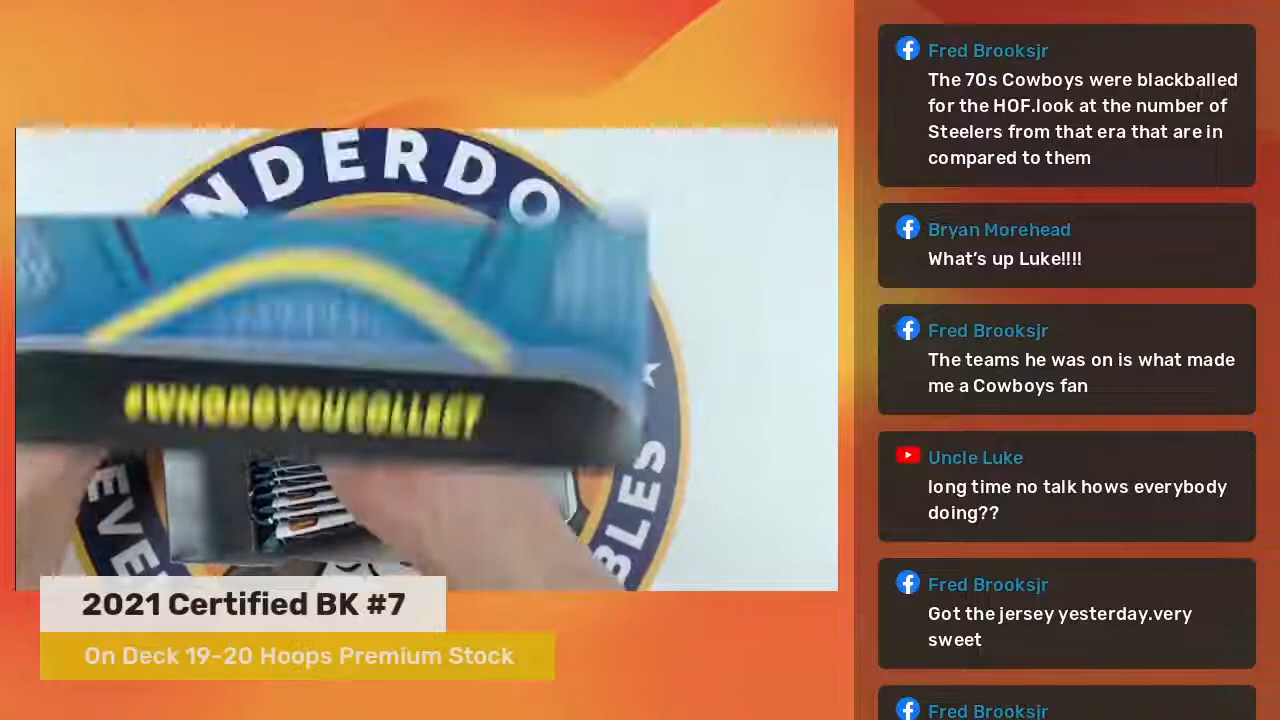 NDERDO
#WHODOYOUCOLLECT
EVE
BLES
2021 Certified BK #7
On Deck 19-20 Hoops Premium Stock
Fred Brooksjr
The 70s Cowboys were blackballed
for the HOF.look at the number of
Steelers from that era that are in
compared to them
Bryan Morehead
What's up Luke!!!!
Fred Brooksjr
The teams he was on is what made
me a Cowboys fan
Uncle Luke
long time no talk hows everybody
doing??
Fred Brooksjr
Got the jersey yesterday.very
sweet
Fred Brooksjr